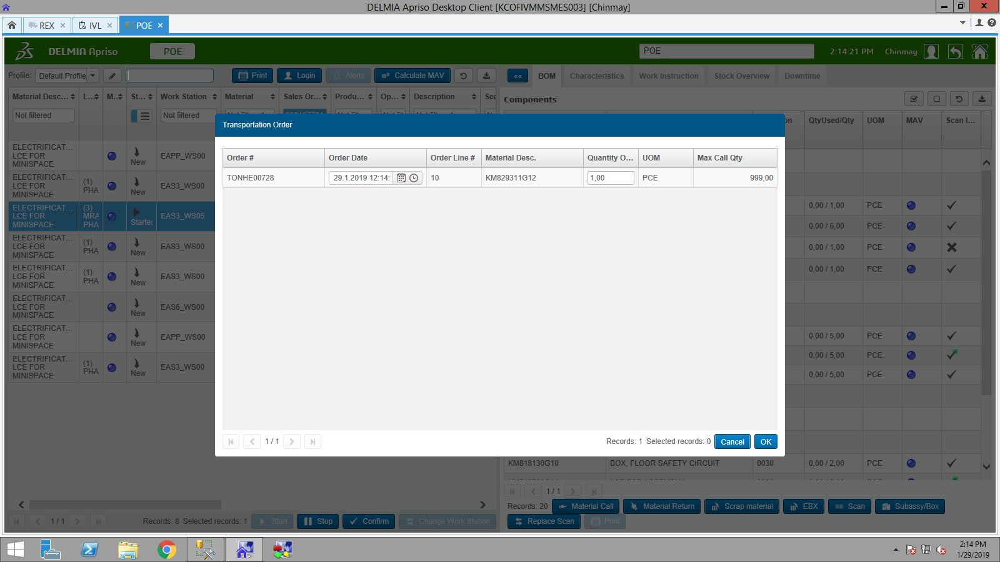 DELMIA Apriso Desktop Client [KCOFIVMMSMES003] [Chinmay]
REX
IVL
POE
DELMIA Apriso
POE
POE
2:14:21 PM
Chinmay
Profile:
Default Profile
Print
Login
Alerts
Calculate MAV
BOM
Characteristics
Work Instruction
Stock Overview
Downtime
Material Desc...
L...
M...
St...
Work Station
Material
Sales Or...
Produ...
Op...
Description
Sec
Not filtered
Not filtered
Components
QtyUsed/Qty
UOM
MAV
Scan I...
ELECTRIFICAT...
LCE FOR
MINISPACE
New
EAPP_WS00
ELECTRIFICAT...
LCE FOR
MINISPACE
(1)
PHA
New
EAS3_WS00
ELECTRIFICAT...
LCE FOR
MINISPACE
(3)
MRA
PHA
Started
EAS3_WS05
ELECTRIFICAT...
LCE FOR
MINISPACE
(1)
PHA
New
EAS3_WS00
ELECTRIFICAT...
LCE FOR
MINISPACE
(1)
PHA
New
EAS3_WS00
ELECTRIFICAT...
LCE FOR
MINISPACE
New
EAS6_WS00
ELECTRIFICAT...
LCE FOR
MINISPACE
New
EAPP_WS00
ELECTRIFICAT...
LCE FOR
MINISPACE
(1)
PHA
New
EAS3_WS00
Transportation Order
Order #
Order Date
Order Line #
Material Desc.
Quantity O...
UOM
Max Call Qty
TONHE00728
29.1.2019 12:14:
10
KM829311G12
1,00
PCE
999,00
1 / 1
Records: 1 Selected records: 0
Cancel
OK
0,00 / 1,00 PCE
0,00 / 6,00 PCE
0,00 / 1,00 PCE
0,00 / 1,00 PCE
0,00 / 5,00 PCE
0,00 / 5,00 PCE
0,00 / 5,00 PCE
KM818130G10 BOX, FLOOR SAFETY CIRCUIT 0030 0,00 / 2,00 PCE
1 / 1
Records: 20
Material Call
Material Return
Scrap material
EBX
Scan
Subassy/Box
Replace Scan
Print
1 / 1
Records: 8 Selected records: 1
Start
Stop
Confirm
Change Work Station
2:14 PM
1/29/2019